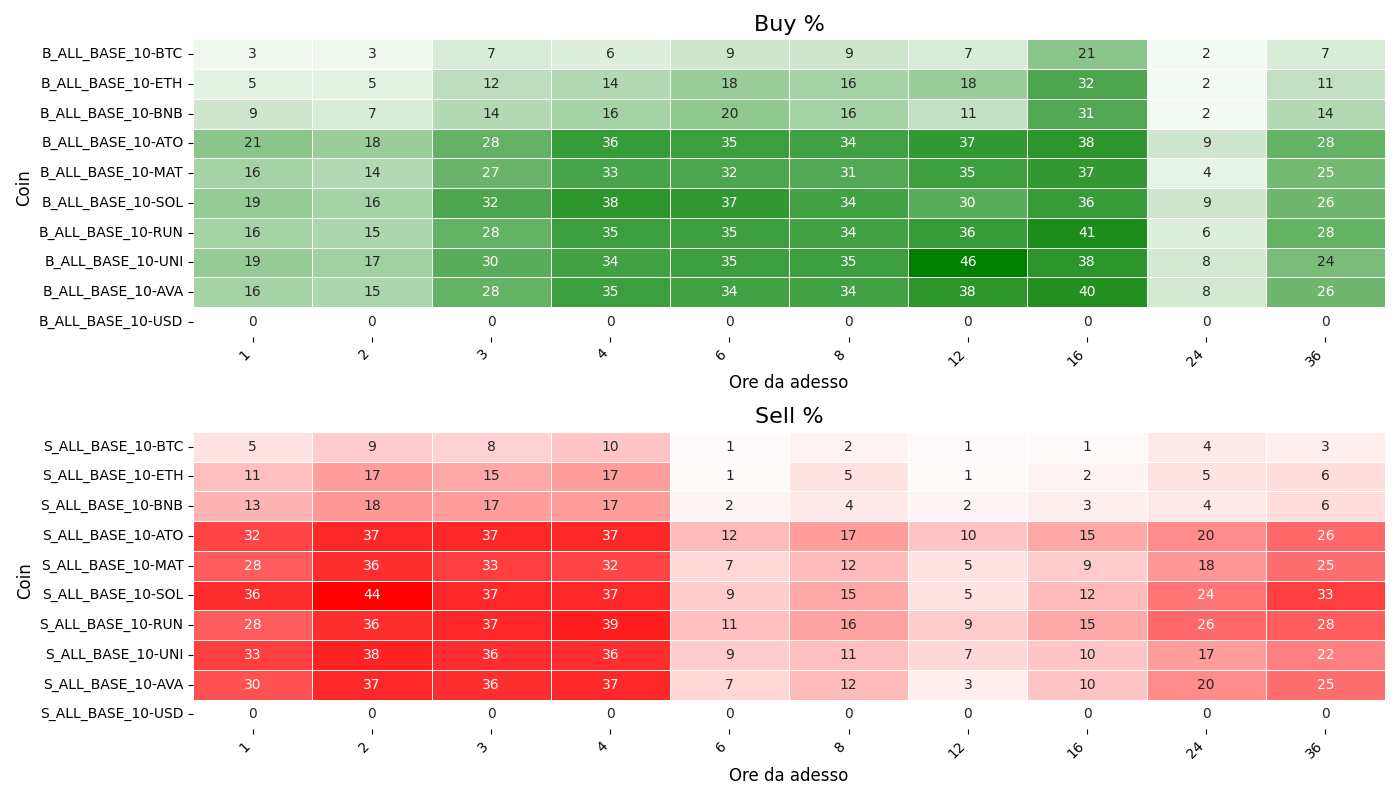 Buy %
Coin
B_ALL_BASE_10-BTC 3 3 7 6 9 9 7 21 2 7
B_ALL_BASE_10-ETH 5 5 12 14 18 16 18 32 2 11
B_ALL_BASE_10-BNB 9 7 14 16 20 16 11 31 2 14
B_ALL_BASE_10-ATO 21 18 28 36 35 34 37 38 9 28
B_ALL_BASE_10-MAT 16 14 27 33 32 31 35 37 4 25
B_ALL_BASE_10-SOL 19 16 32 38 37 34 30 36 9 26
B_ALL_BASE_10-RUN 16 15 28 35 35 34 36 41 6 28
B_ALL_BASE_10-UNI 19 17 30 34 35 35 46 38 8 24
B_ALL_BASE_10-AVA 16 15 28 35 34 34 38 40 8 26
B_ALL_BASE_10-USD 0 0 0 0 0 0 0 0 0 0
1 2 3 4 6 8 12 16 24 36
Ore da adesso
Sell %
Coin
S_ALL_BASE_10-BTC 5 9 8 10 1 2 1 1 4 3
S_ALL_BASE_10-ETH 11 17 15 17 1 5 1 2 5 6
S_ALL_BASE_10-BNB 13 18 17 17 2 4 2 3 4 6
S_ALL_BASE_10-ATO 32 37 37 37 12 17 10 15 20 26
S_ALL_BASE_10-MAT 28 36 33 32 7 12 5 9 18 25
S_ALL_BASE_10-SOL 36 44 37 37 9 15 5 12 24 33
S_ALL_BASE_10-RUN 28 36 37 39 11 16 9 15 26 28
S_ALL_BASE_10-UNI 33 38 36 36 9 11 7 10 17 22
S_ALL_BASE_10-AVA 30 37 36 37 7 12 3 10 20 25
S_ALL_BASE_10-USD 0 0 0 0 0 0 0 0 0 0
1 2 3 4 6 8 12 16 24 36
Ore da adesso